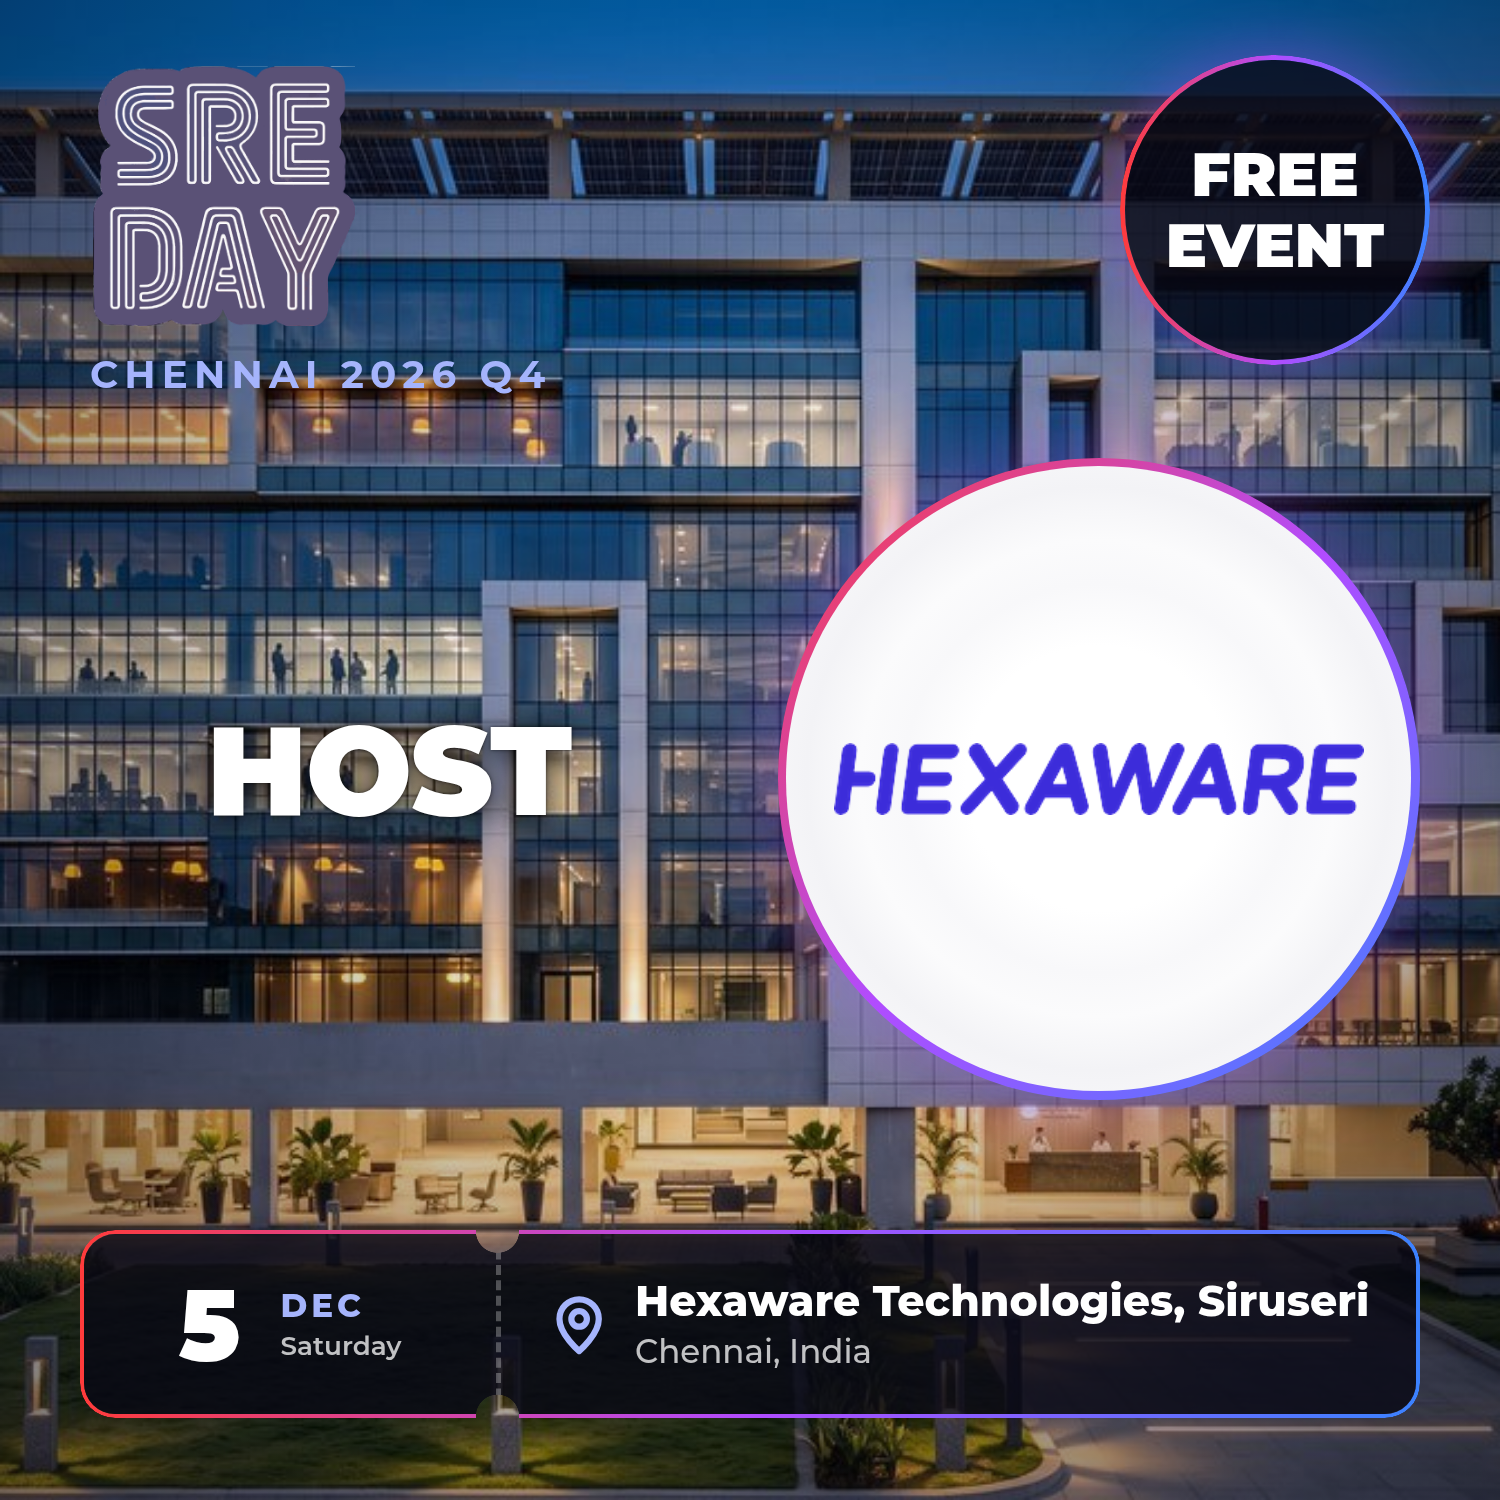 SRE
DAY
CHENNAI 2026 Q4
FREE
EVENT
HOST
HEXAWARE
5
DEC
Saturday
Hexaware Technologies, Siruseri
Chennai, India